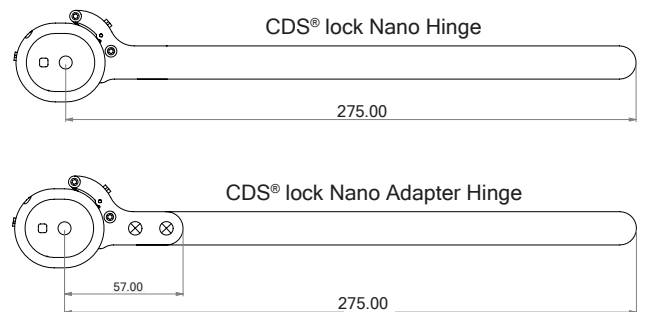 CDS® lock Nano Hinge
275.00
CDS® lock Nano Adapter Hinge
57.00
275.00